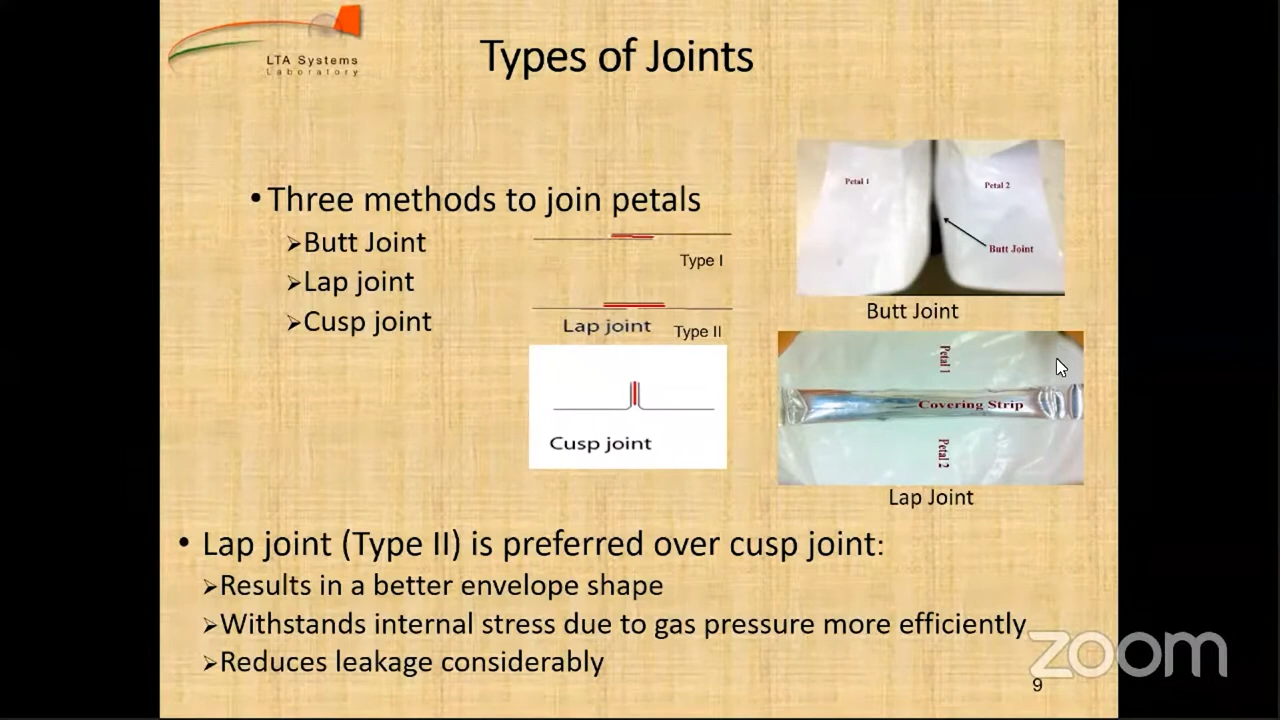 LTA Systems
Laboratory
Types of Joints
• Three methods to join petals
➢Butt Joint
➢Lap joint
➢Cusp joint
Type I
Lap joint Type II
Cusp joint
Petal 1
Petal 2
Butt Joint
Butt Joint
Petal 1
Covering Strip
Petal 2
Lap Joint
• Lap joint (Type II) is preferred over cusp joint:
➢Results in a better envelope shape
➢Withstands internal stress due to gas pressure more efficiently
➢Reduces leakage considerably
zoom
9